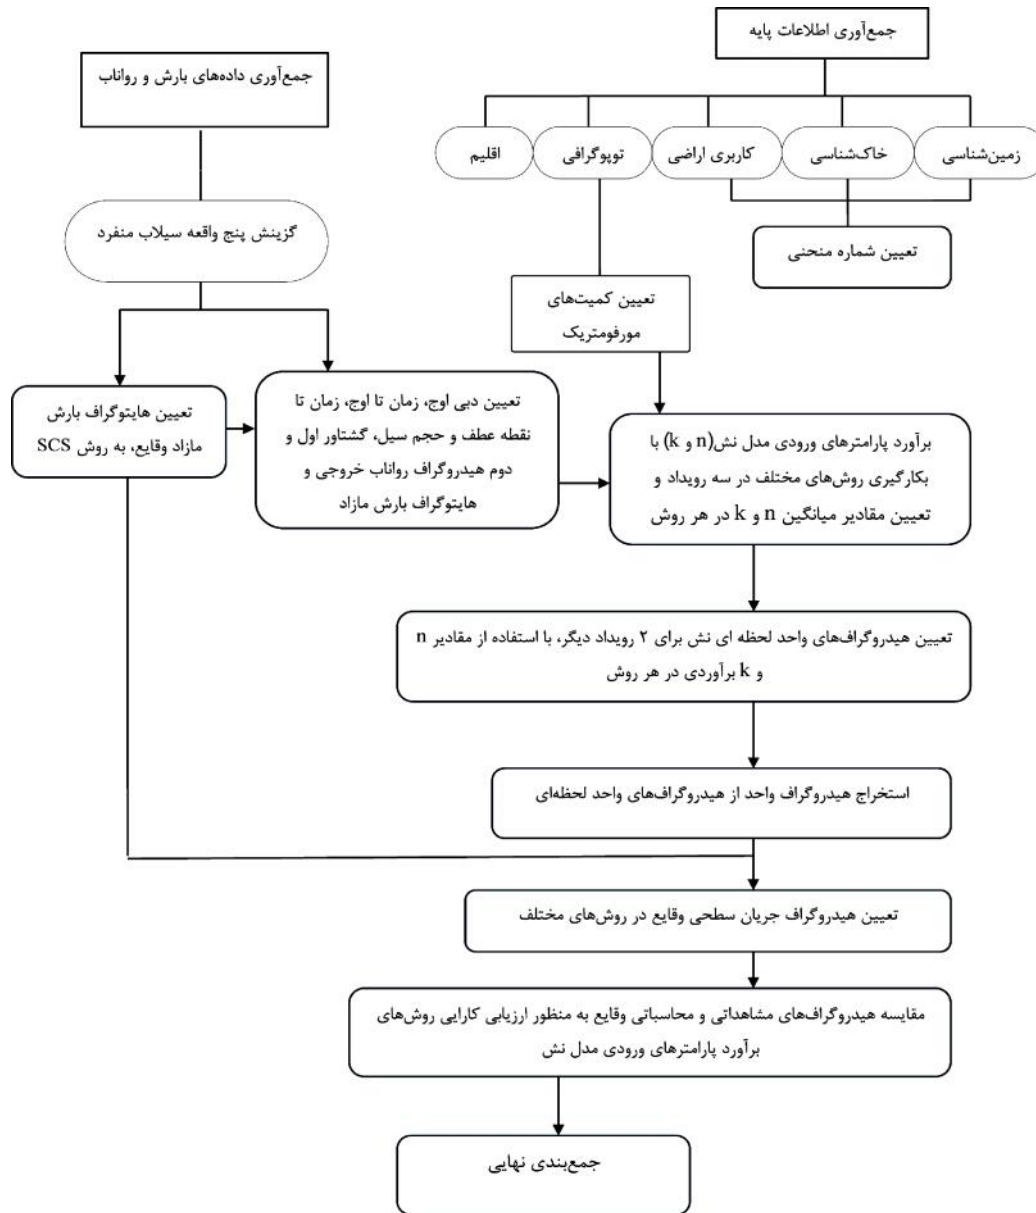 جمع‌آوری اطلاعات پایه
جمع‌آوری داده‌های بارش و رواناب
زمین‌شناسی
خاک‌شناسی
کاربری اراضی
توپوگرافی
اقلیم
گزینش پنج واقعه سیلاب منفرد
تعیین شماره منحنی
تعیین کمیت‌های
مورفومتریک
تعیین هایتوگراف بارش
مازاد وقایع، به روش SCS
تعیین دبی اوج، زمان تا اوج، زمان تا
نقطه عطف و حجم سیل، گشتاور اول و
دوم هیدروگراف رواناب خروجی و
هایتوگراف بارش مازاد
برآورد پارامترهای ورودی مدل نش(n و k) با
بکارگیری روش‌های مختلف در سه رویداد و
تعیین مقادیر میانگین n و k در هر روش
تعیین هیدروگراف‌های واحد لحظه ای نش برای ۲ رویداد دیگر، با استفاده از مقادیر n
و k برآوردی در هر روش
استخراج هیدروگراف واحد از هیدروگراف‌های واحد لحظه‌ای
تعیین هیدروگراف جریان سطحی وقایع در روش‌های مختلف
مقایسه هیدروگراف‌های مشاهداتی و محاسباتی وقایع به منظور ارزیابی کارایی روش‌های
برآورد پارامترهای ورودی مدل نش
جمع‌بندی نهایی